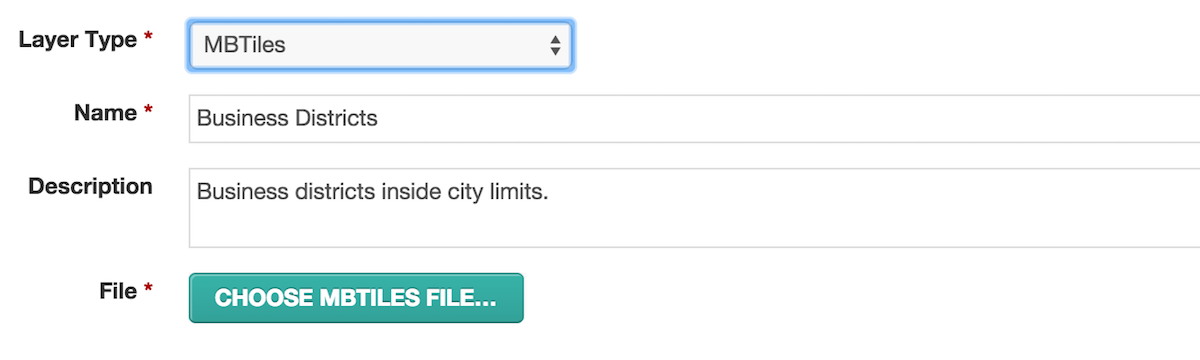 Layer Type * MBTiles
Name * Business Districts
Description Business districts inside city limits.
File * CHOOSE MBTILES FILE...